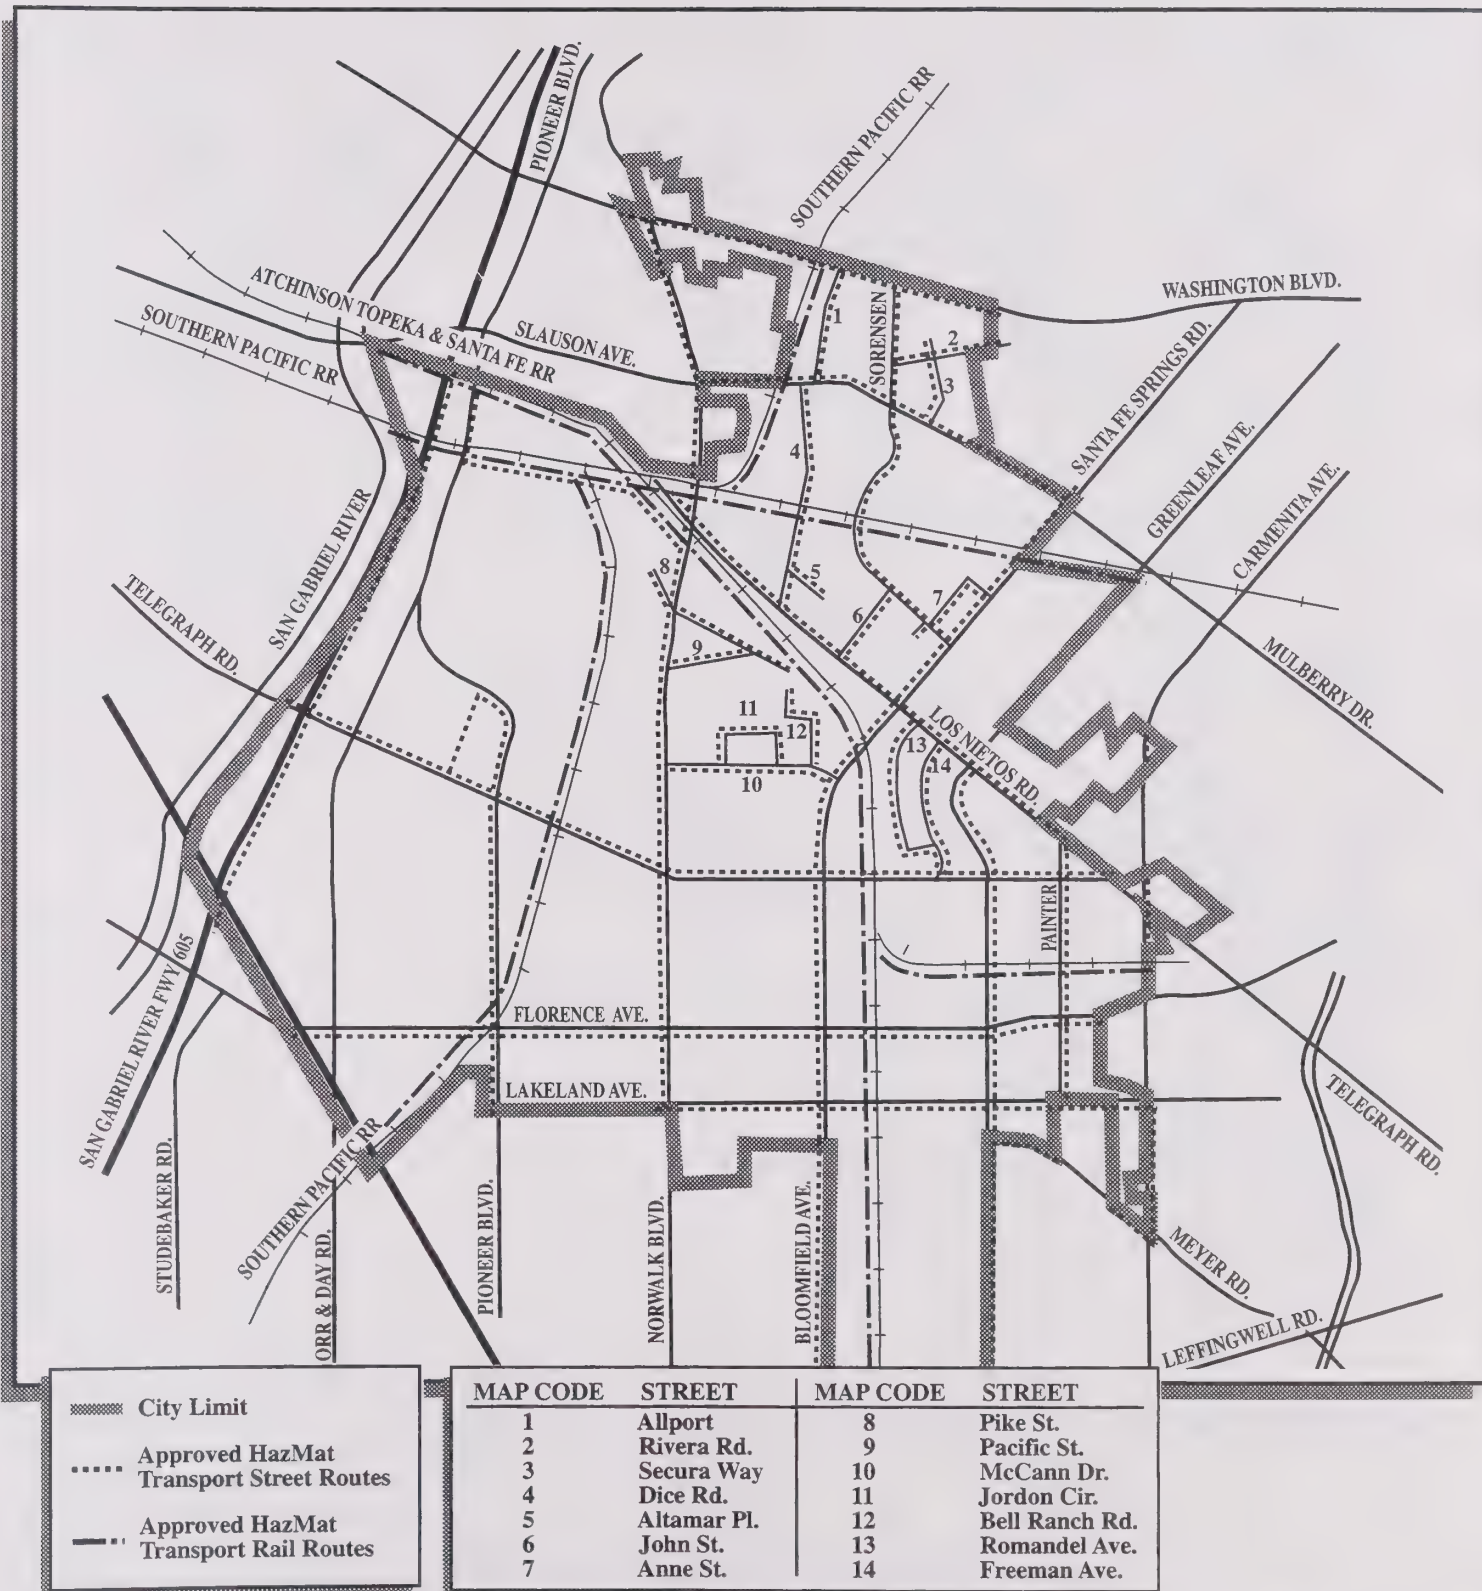 PIONEER BLVD.
SOUTHERN PACIFIC RR
WASHINGTON BLVD.
ATCHINSON TOPEKA & SANTA FE RR
SOUTHERN PACIFIC RR
SLAUSON AVE.
1
SORENSEN
2
3
SANTA FE SPRINGS RD.
GREENLEAF AVE.
CARMENITA AVE.
4
SAN GABRIEL RIVER
TELEGRAPH RD.
8
5
6
7
9
MULBERRY DR.
LOS NIETOS RD.
11
12
13
14
10
PAINTER
SAN GABRIEL RIVER FWY 605
FLORENCE AVE.
LAKELAND AVE.
TELEGRAPH RD.
STUDEBAKER RD.
SOUTHERN PACIFIC RR
ORR & DAY RD.
PIONEER BLVD.
NORWALK BLVD.
BLOOMFIELD AVE.
MEYER RD.
LEFFINGWELL RD.
City Limit
Approved HazMat
Transport Street Routes
Approved HazMat
Transport Rail Routes
MAP CODE STREET MAP CODE STREET
1 Allport 8 Pike St.
2 Rivera Rd. 9 Pacific St.
3 Secura Way 10 McCann Dr.
4 Dice Rd. 11 Jordon Cir.
5 Altamar Pl. 12 Bell Ranch Rd.
6 John St. 13 Romandel Ave.
7 Anne St. 14 Freeman Ave.